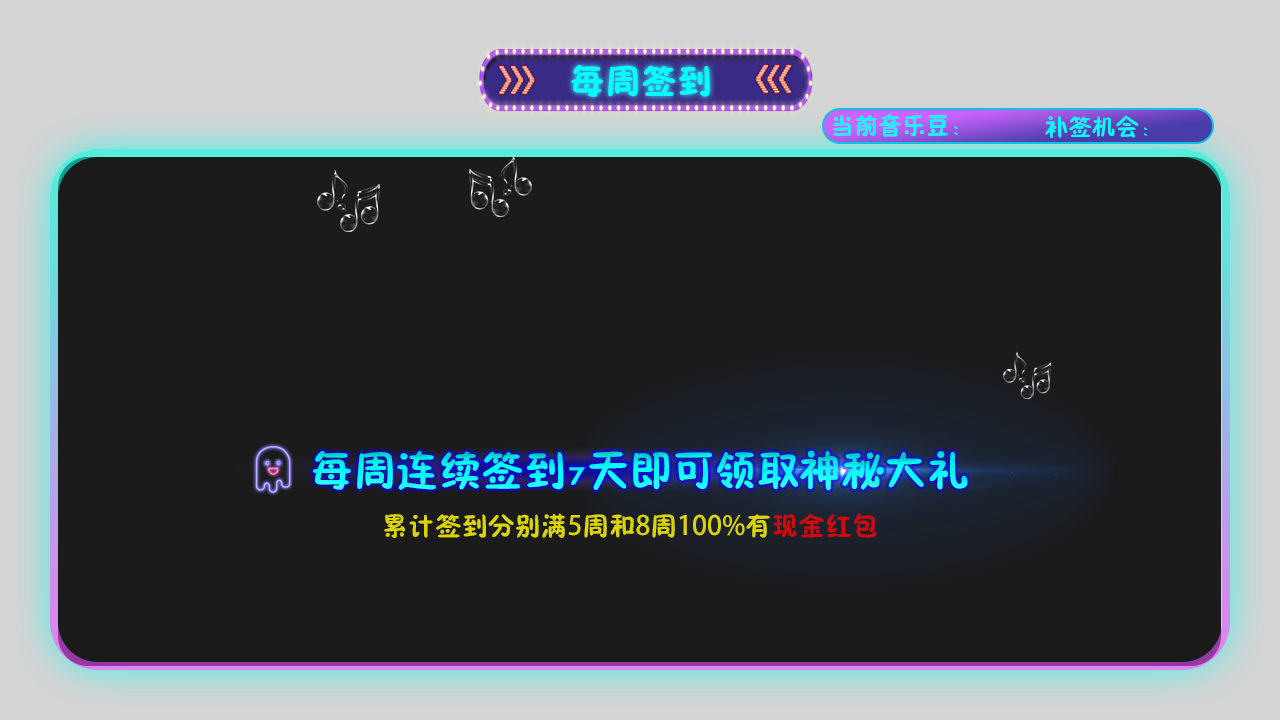 每周签到
当前音乐豆： 补签机会：
每周连续签到7天即可领取神秘大礼
累计签到分别满5周和8周100%有现金红包